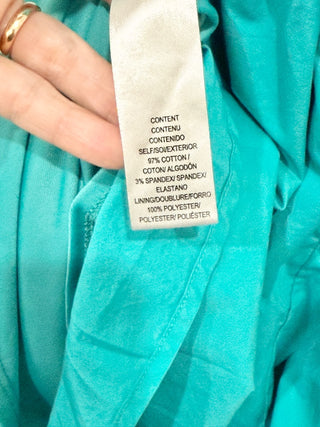 CONTENT
CONTENU
CONTENIDO
SELF/SOI/EXTERIOR
97% COTTON /
COTON/ ALGODÓN
3% SPANDEX/ SPANDEX/
ELASTANO
LINING/DOUBLURE/FORRO
100% POLYESTER/
POLYESTER/ POLIÉSTER